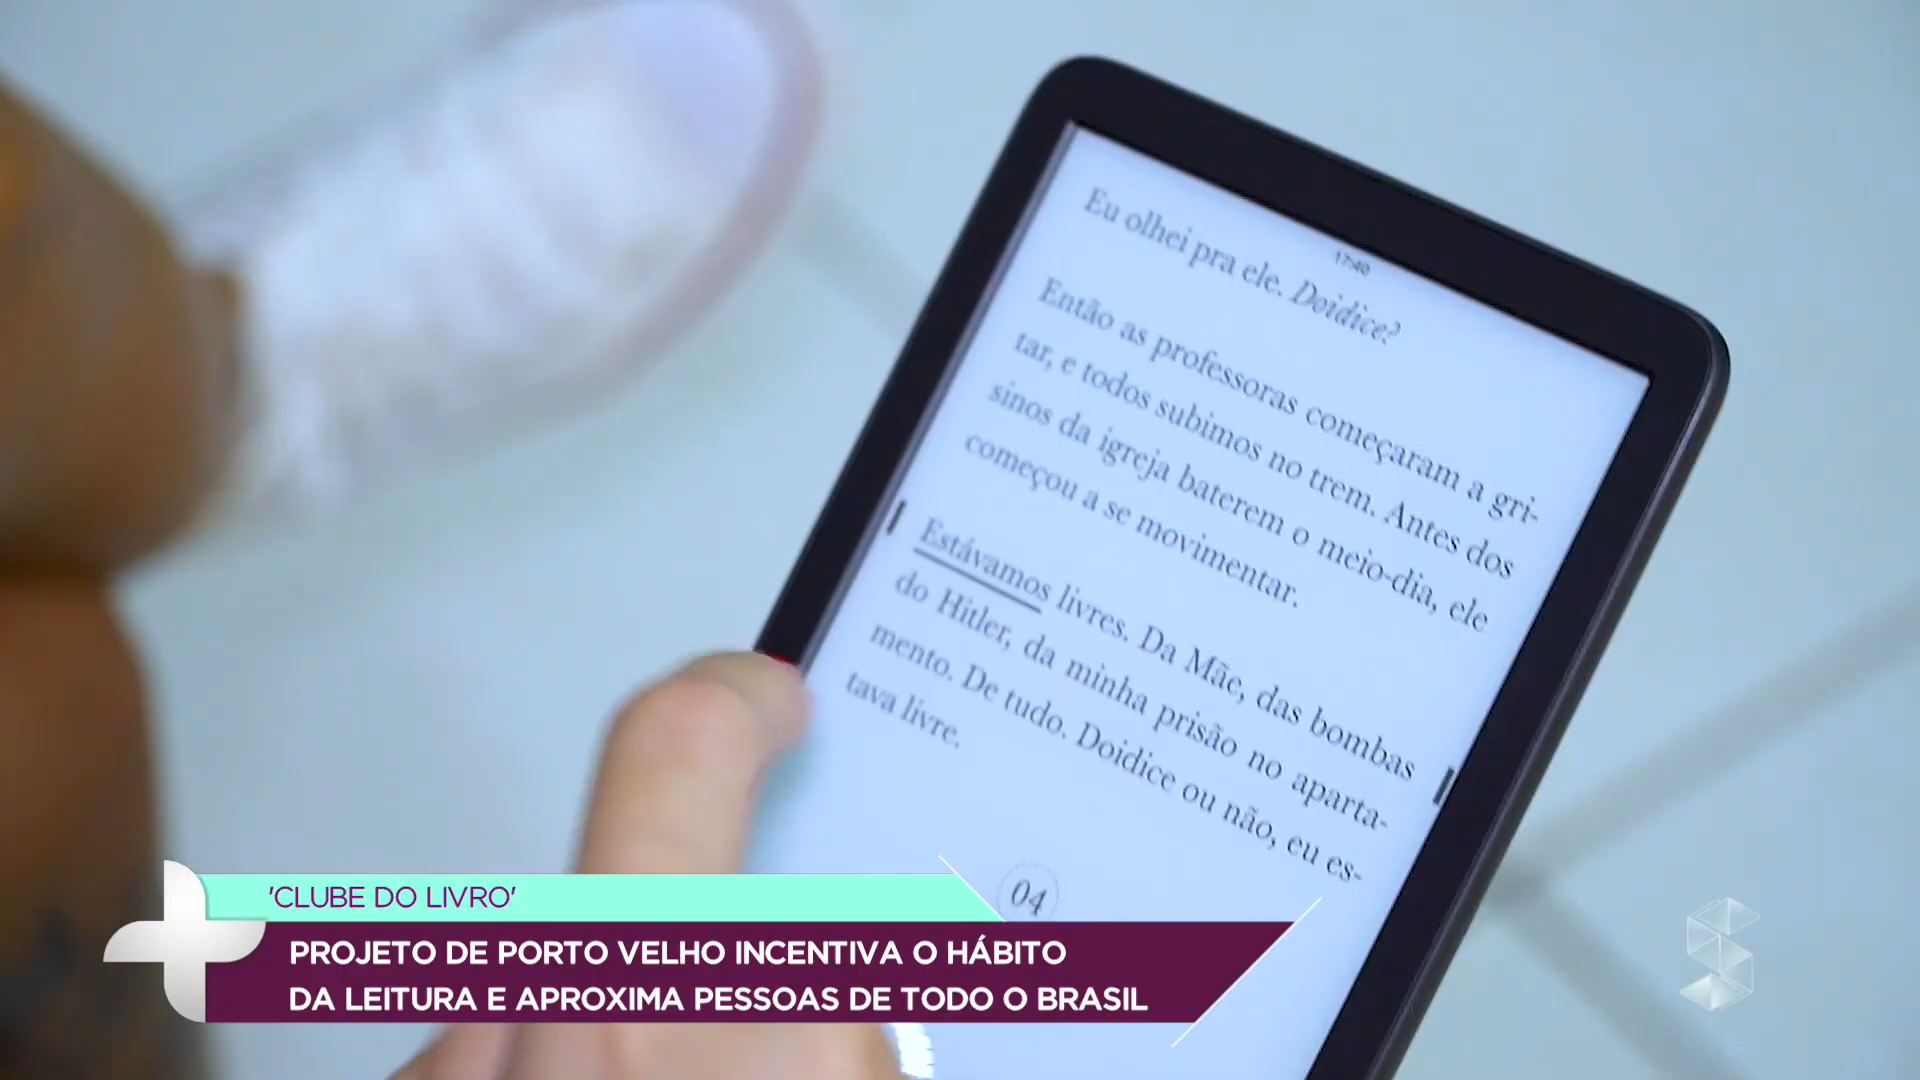 17:40
Eu olhei pra ele. Doidice?
Então as professoras começaram a gri-
tar, e todos subimos no trem. Antes dos
sinos da igreja baterem o meio-dia, ele
começou a se movimentar.
Estávamos livres. Da Mãe, das bombas
do Hitler, da minha prisão no aparta-
mento. De tudo. Doidice ou não, eu es-
tava livre.
04
'CLUBE DO LIVRO'
PROJETO DE PORTO VELHO INCENTIVA O HÁBITO
DA LEITURA E APROXIMA PESSOAS DE TODO O BRASIL